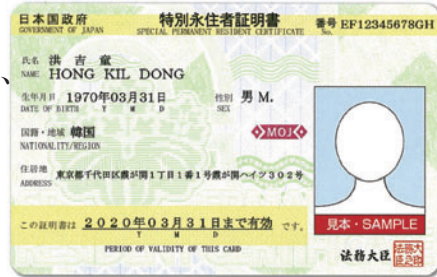 、
日本国政府 特別永住者証明書 番号 EF12345678GH
GOVERNMENT OF JAPAN SPECIAL PERMANENT RESIDENT CERTIFICATE No.
氏名 洪 吉 童
NAME HONG KIL DONG
生年月日 1970年03月31日 性別 男 M.
DATE OF BIRTH Y M D SEX
国籍・地域 韓国 MOJ
NATIONALITY/REGION
住居地 東京都千代田区霞が関1丁目1番1号霞が関ハイツ302号
ADDRESS
見本・SAMPLE
この証明書は 2020年03月31日まで有効 です。
Y M D
PERIOD OF VALIDITY OF THIS CARD
法務大臣